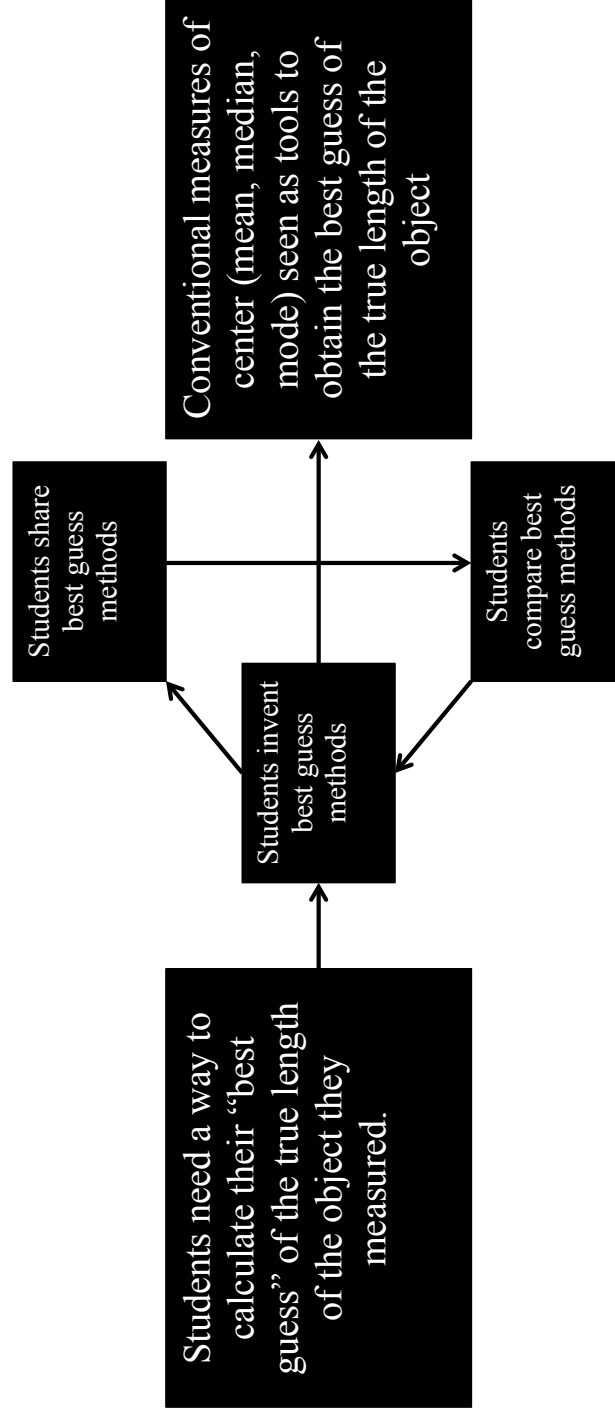 Students need a way to
calculate their “best
guess” of the true length
of the object they
measured.
Students invent
best guess
methods
Students share
best guess
methods
Students
compare best
guess methods
Conventional measures of
center (mean, median,
mode) seen as tools to
obtain the best guess of
the true length of the
object